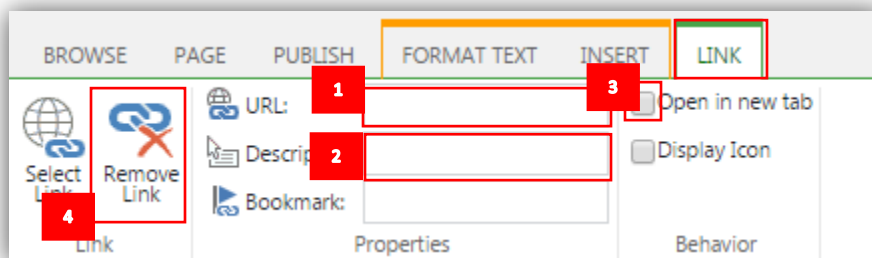 BROWSE PAGE PUBLISH FORMAT TEXT INSERT LINK
1 3
URL: Open in new tab
2
Descrip Display Icon
Select Remove
Link Link
4
Bookmark:
Link Properties Behavior